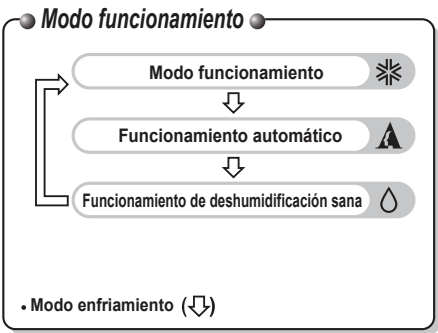 Modo funcionamiento
Modo funcionamiento
Funcionamiento automático
Funcionamiento de deshumidificación sana
• Modo enfriamiento ( )